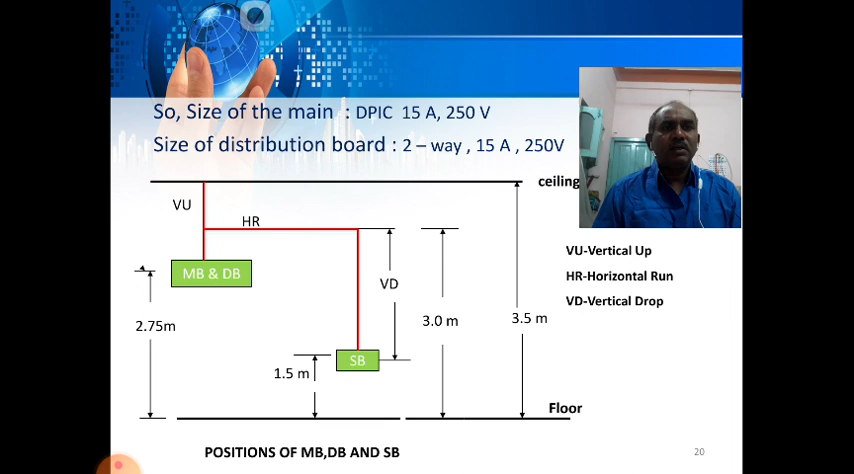 So, Size of the main : DPIC 15 A, 250 V
Size of distribution board : 2 – way , 15 A , 250V
ceiling
VU
HR
VU-Vertical Up
MB & DB
HR-Horizontal Run
VD
VD-Vertical Drop
2.75m
3.0 m
3.5 m
SB
1.5 m
Floor
POSITIONS OF MB,DB AND SB
20